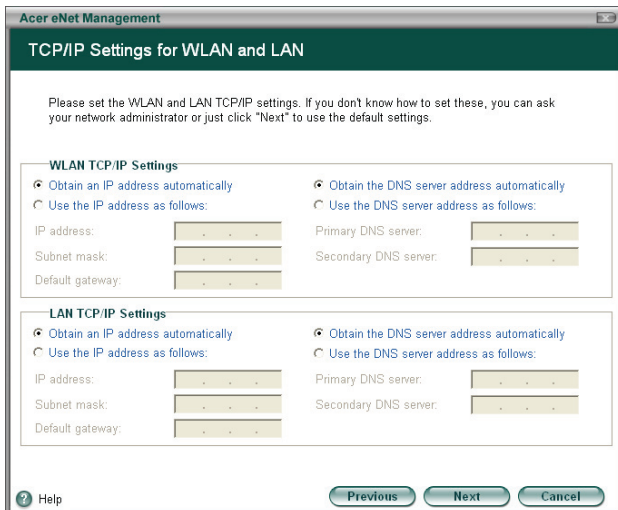 Acer eNet Management
TCP/IP Settings for WLAN and LAN
Please set the WLAN and LAN TCP/IP settings. If you don't know how to set these, you can ask
your network administrator or just click "Next" to use the default settings.
WLAN TCP/IP Settings
Obtain an IP address automatically
Use the IP address as follows:
IP address:
Subnet mask:
Default gateway:
Obtain the DNS server address automatically
Use the DNS server address as follows:
Primary DNS server:
Secondary DNS server:
LAN TCP/IP Settings
Obtain an IP address automatically
Use the IP address as follows:
IP address:
Subnet mask:
Default gateway:
Obtain the DNS server address automatically
Use the DNS server address as follows:
Primary DNS server:
Secondary DNS server:
? Help
Previous
Next
Cancel